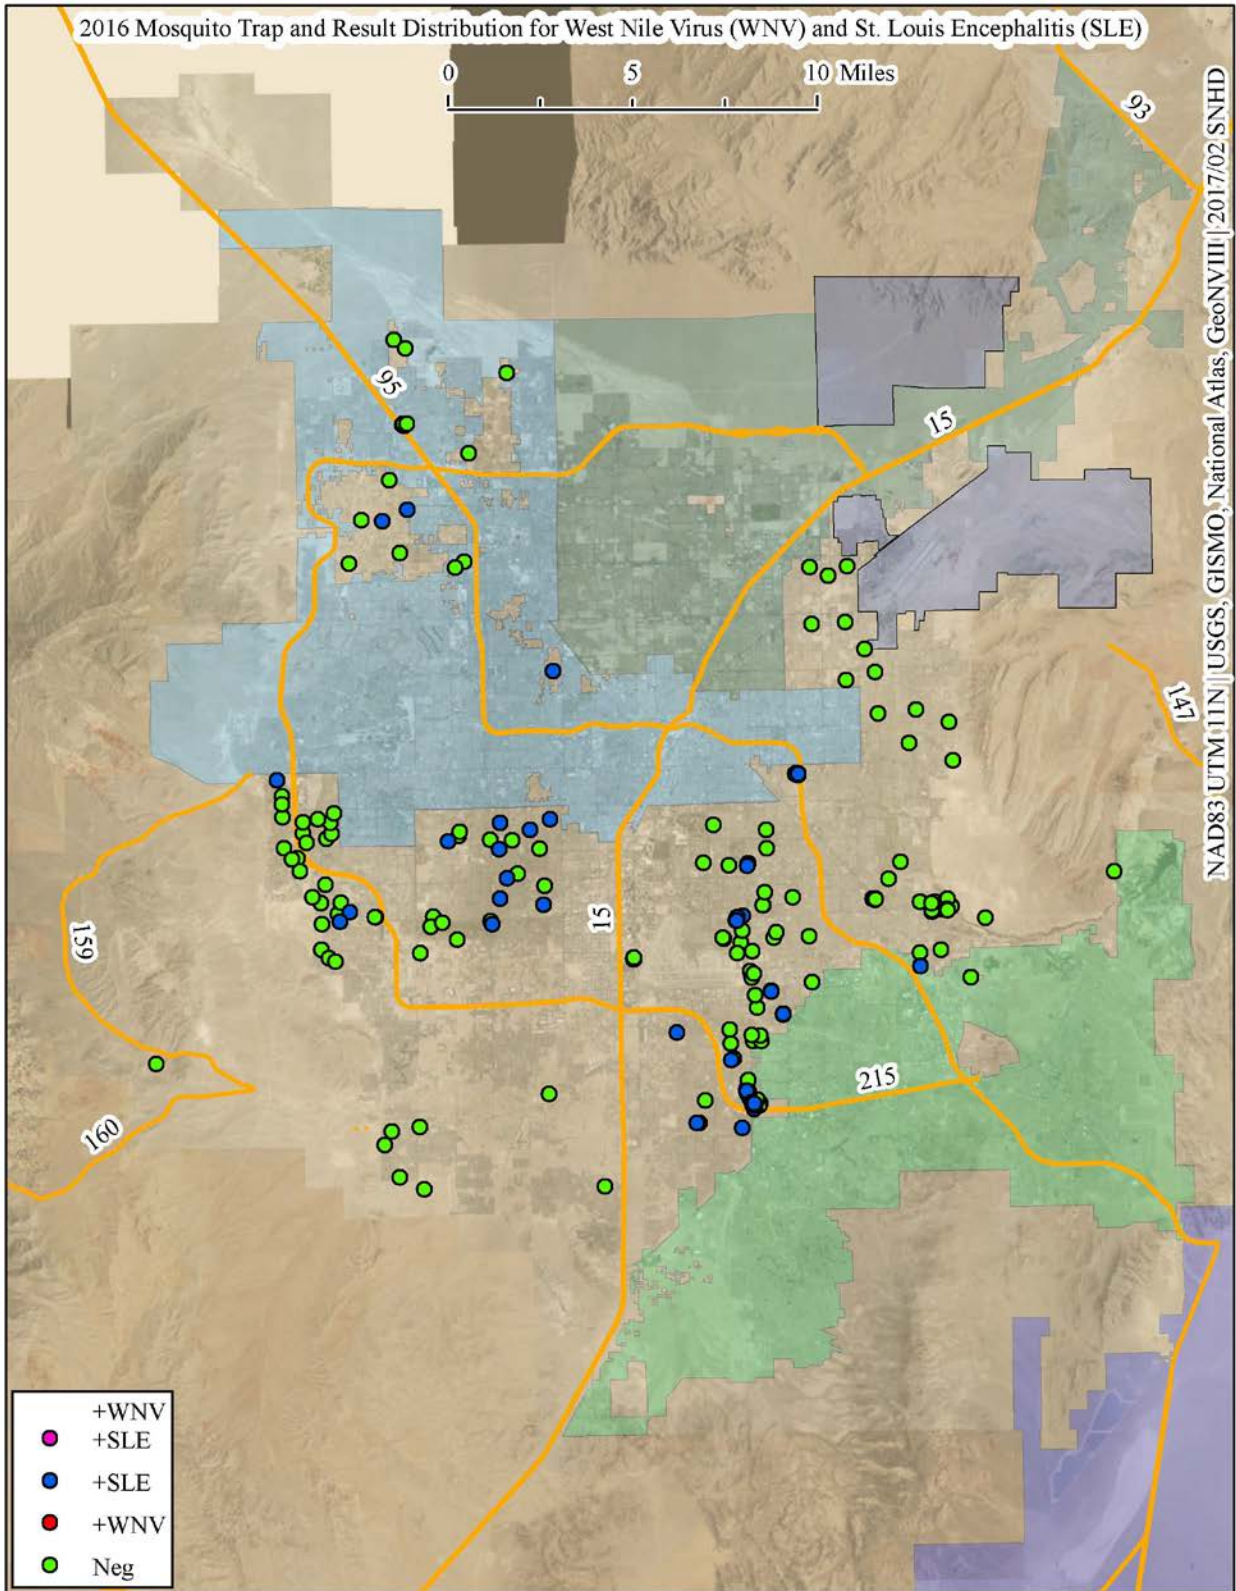 2016 Mosquito Trap and Result Distribution for West Nile Virus (WNV) and St. Louis Encephalitis (SLE)
0 5 10 Miles
93
NAD83 UTM 11N | USGS, GISMO, National Atlas, GeoNVIII | 2017/02 SNHD
95
15
147
159
15
215
160
+WNV
+SLE
+SLE
+WNV
Neg